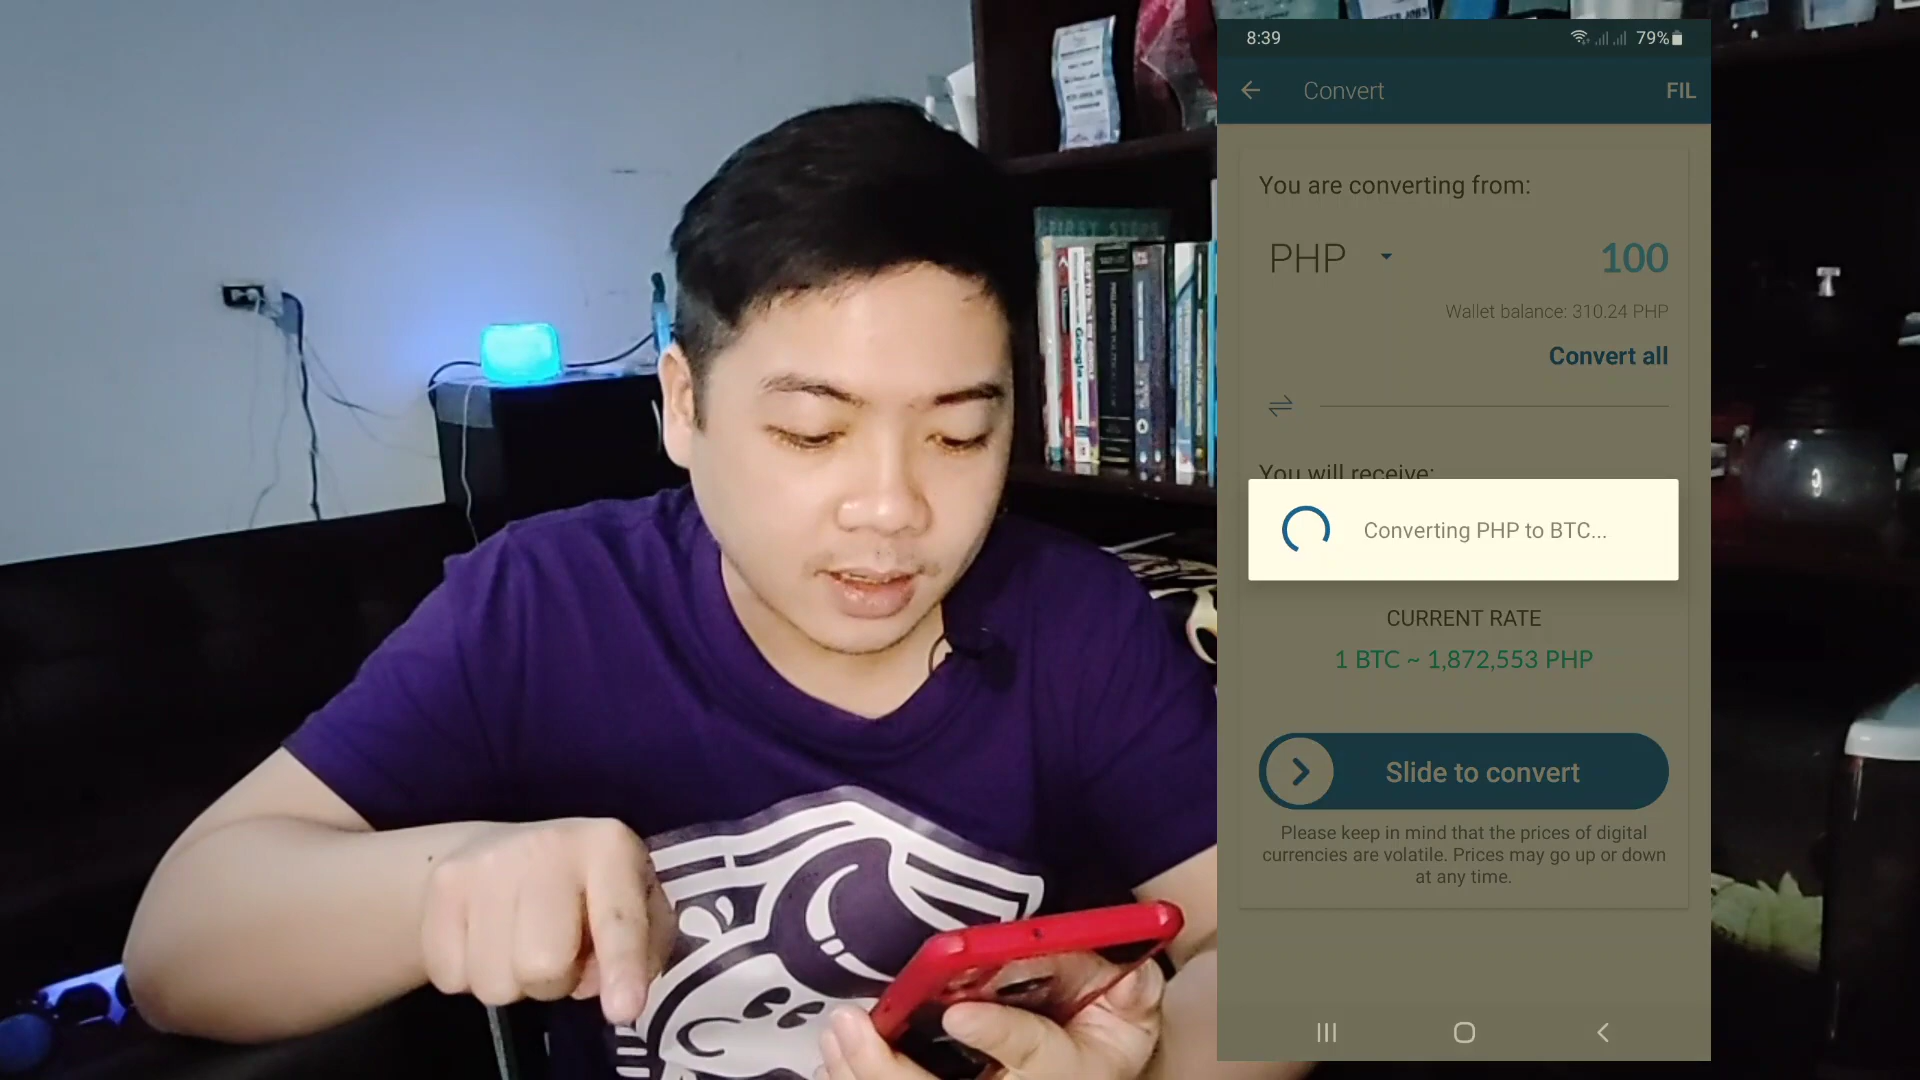 8:39
79%
Convert
FIL
You are converting from:
PHP
100
Wallet balance: 310.24 PHP
Convert all
You will receive:
Converting PHP to BTC...
CURRENT RATE
1 BTC ~ 1,872,553 PHP
Slide to convert
Please keep in mind that the prices of digital
currencies are volatile. Prices may go up or down
at any time.
FIRST STEPS
Google